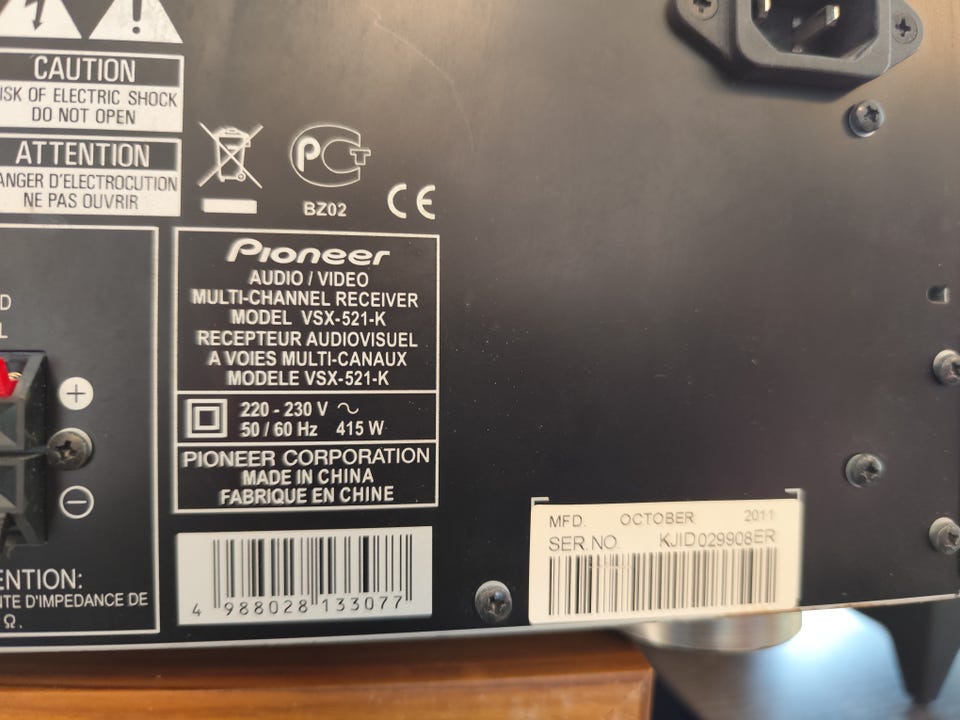 CAUTION
ISK OF ELECTRIC SHOCK
DO NOT OPEN
ATTENTION
ANGER D'ELECTROCUTION
NE PAS OUVRIR
BZ02
CE
Pioneer
AUDIO / VIDEO
MULTI-CHANNEL RECEIVER
MODEL VSX-521-K
RECEPTEUR AUDIOVISUEL
A VOIES MULTI-CANAUX
MODELE VSX-521-K
220 - 230 V ~
50 / 60 Hz 415 W
PIONEER CORPORATION
MADE IN CHINA
FABRIQUE EN CHINE
4 988028 133077
MFD. OCTOBER 2011
SER.NO. KJID029908ER
D
L
+
−
ENTION:
NTE D'IMPEDANCE DE
Ω.